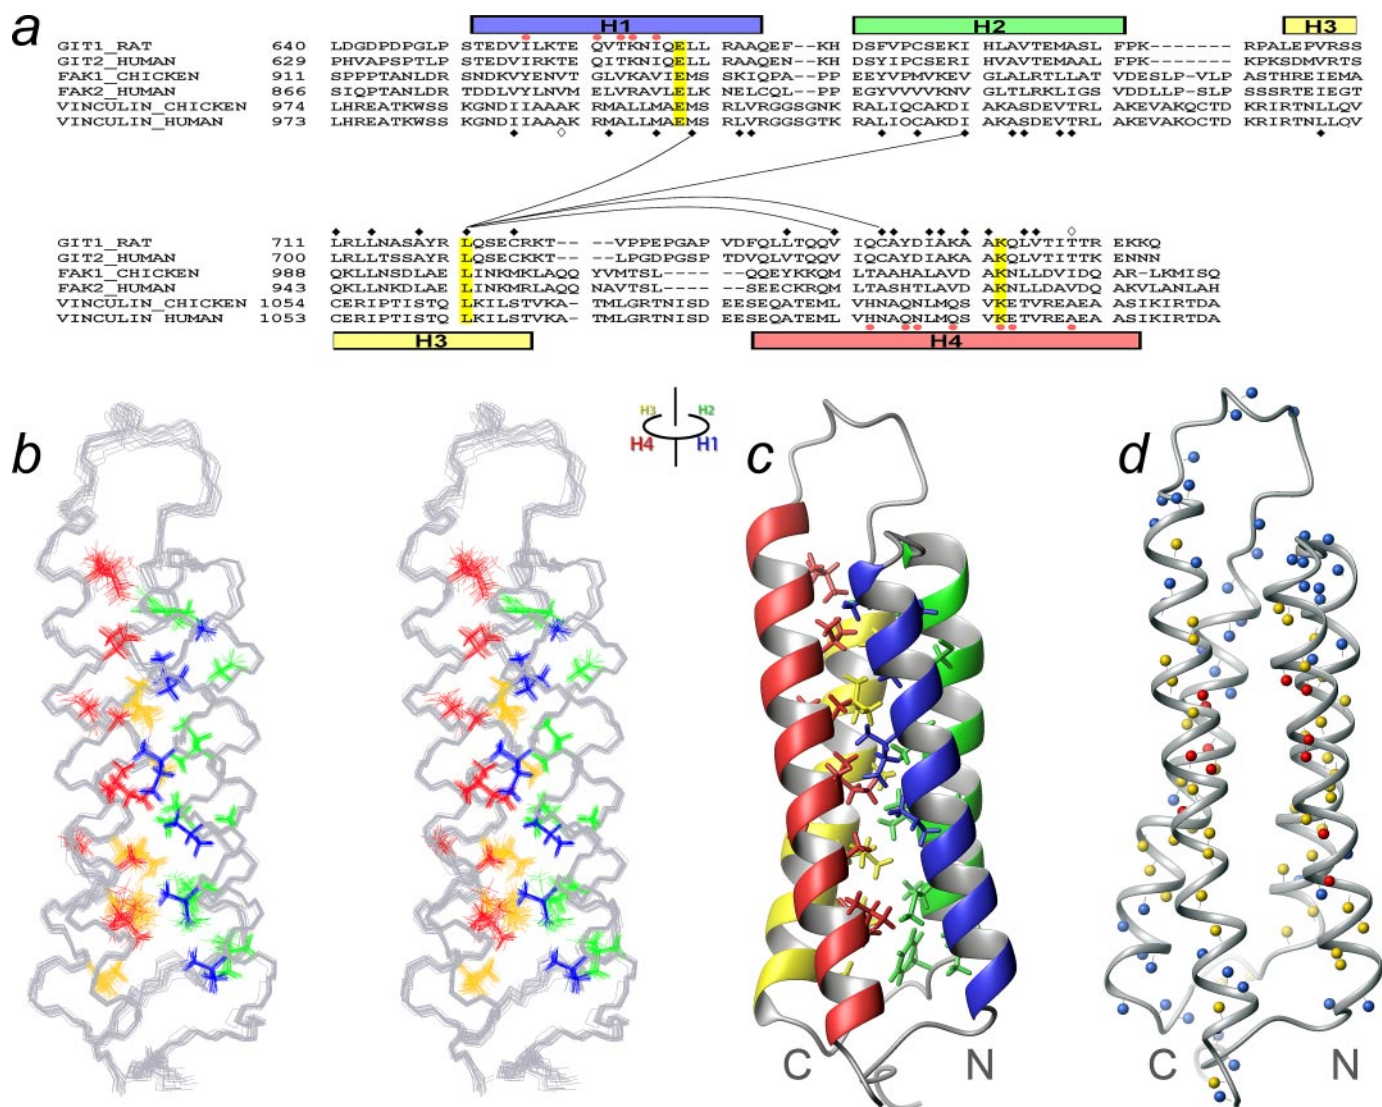 a
H1 H2 H3
GIT1_RAT 640 LDGDPDPGLPS STEDVILKTE QVTKNIQELL RAAQEF--KH DSFVPCSEKI HLAVTEMASL FPK------- RPALEPVRSS
GIT2_HUMAN 629 PHVAPSPTLPS STEDVIRKTE QITKNIQELL RAAQEF--KH DSYIPCSERI HVAVTEMAAL FPK------- KPKSDMVRTS
FAK1_CHICKEN 911 SPPPTANLDR SNDKVYENVT GLVKAVIEMS SKIQPA--PP EEYVPMVKEV GLALRTLLAT VDESLP-VLP ASTHREIEMA
FAK2_HUMAN 866 SIQPTANLDR TDDLVYLNVM ELVRAVLELK NELCQL--PP EGYVVVVKNV GLTLRKLIGS VDDLLP-SLP SSSRTEIEGT
VINCULIN_CHICKEN 974 LHREATKWSS KGNDIIAAAK RMALLMAEMS RLVRGGSGNK RALIQCAKDI AKASDEVTRL AKEVAKQCTD KRIRTNLLQV
VINCULIN_HUMAN 973 LHREATKWSS KGNDIIAAAK RMALLMAEMS RLVRGGSGTK RALIQCAKDI AKASDEVTRL AKEVAKQCTD KRIRTNLLQV
GIT1_RAT 711 LRLLNASAYR LQSECRKT-- -VPPEPGAP VDFQLLTQQV IQCAYDIAKA AKQLVTITTR EKKQ
GIT2_HUMAN 700 LRLLTSSAYR LQSECKKT-- -LPGDPGSP TDVQLVTQQV IQCAYDIAKA AKQLVTITTK ENNN
FAK1_CHICKEN 988 QKLLNSDLAE LINKMKLAQQ YVMTSL---- -QQEYKKQM LTAAHALAVD AKNLLDVIDQ AR-LKMISQ
FAK2_HUMAN 943 QKLLNKDLAE LINKMRLAQQ NAVTSL---- -SEECKRQM LTASHTLAVD AKNLLDAVDQ AKVLANLAH
VINCULIN_CHICKEN 1054 CERIPTISTQ LKILSTVKA- TMLGRTNISD EESEQATEML VHNAQNLMQS VKETVREAEA ASIKIRTDA
VINCULIN_HUMAN 1053 CERIPTISTQ LKILSTVKA- TMLGRTNISD EESEQATEML VHNAQNLMQS VKETVREAEA ASIKIRTDA
H3 H4
b
H3 H2
H4 H1
c
d
C N
C N